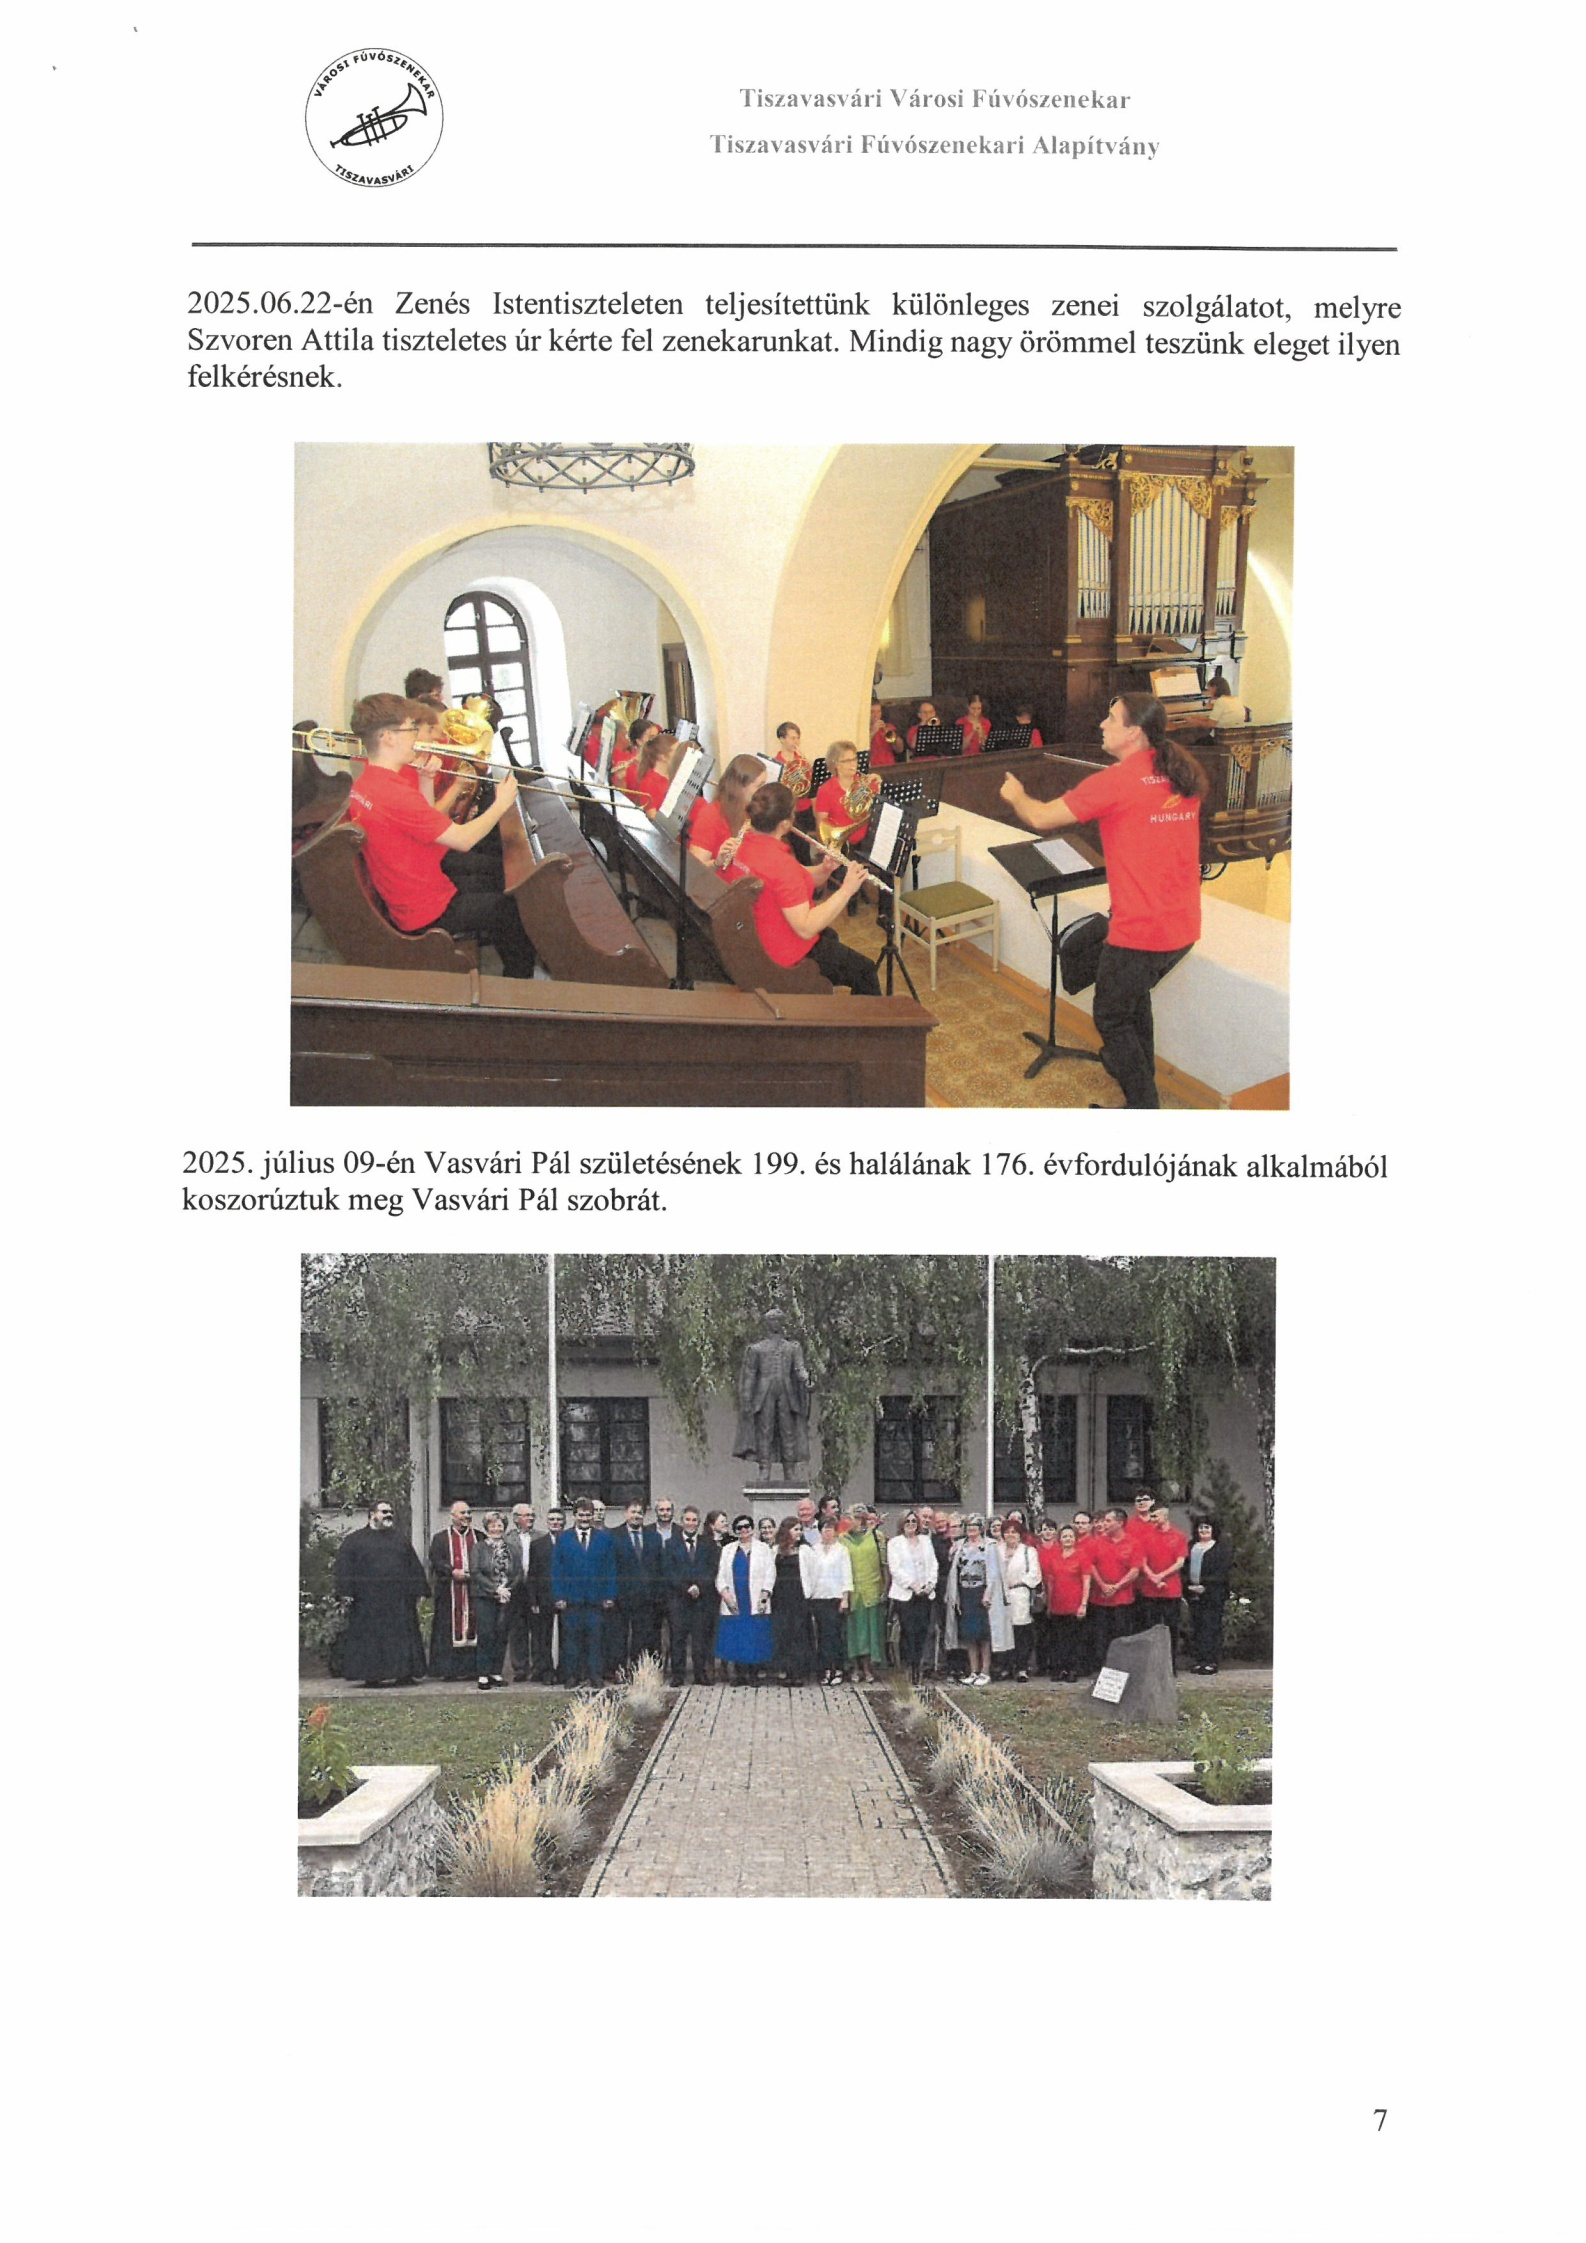 VÁROSI FÚVÓSZENEKAR
TISZAVASVÁRI
Tiszavasvári Városi Fúvószenekar
Tiszavasvári Fúvószenekari Alapítvány
2025.06.22-én Zenés Istentiszteleten teljesítettünk különleges zenei szolgálatot, melyre
Szvoren Attila tiszteletes úr kérte fel zenekarunkat. Mindig nagy örömmel teszünk eleget ilyen
felkérésnek.
HUNGARY
2025. július 09-én Vasvári Pál születésének 199. és halálának 176. évfordulójának alkalmából
koszorúztuk meg Vasvári Pál szobrát.
7